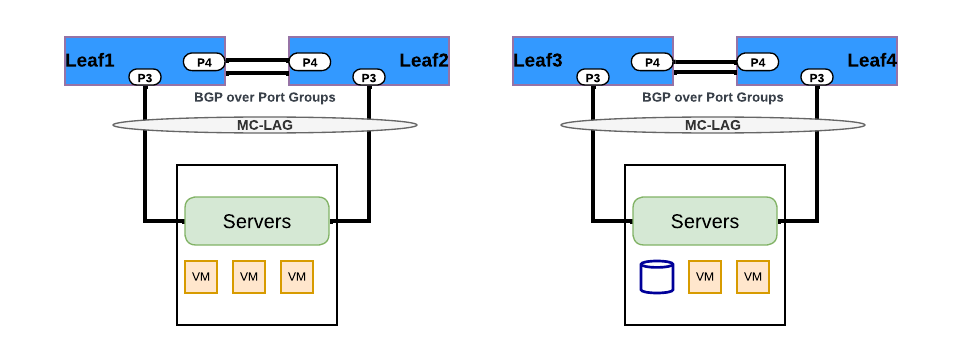 Leaf1
P4
P4
Leaf2
P3
P3
BGP over Port Groups
MC-LAG
Servers
VM
VM
VM
Leaf3
P4
P4
Leaf4
P3
P3
BGP over Port Groups
MC-LAG
Servers
VM
VM